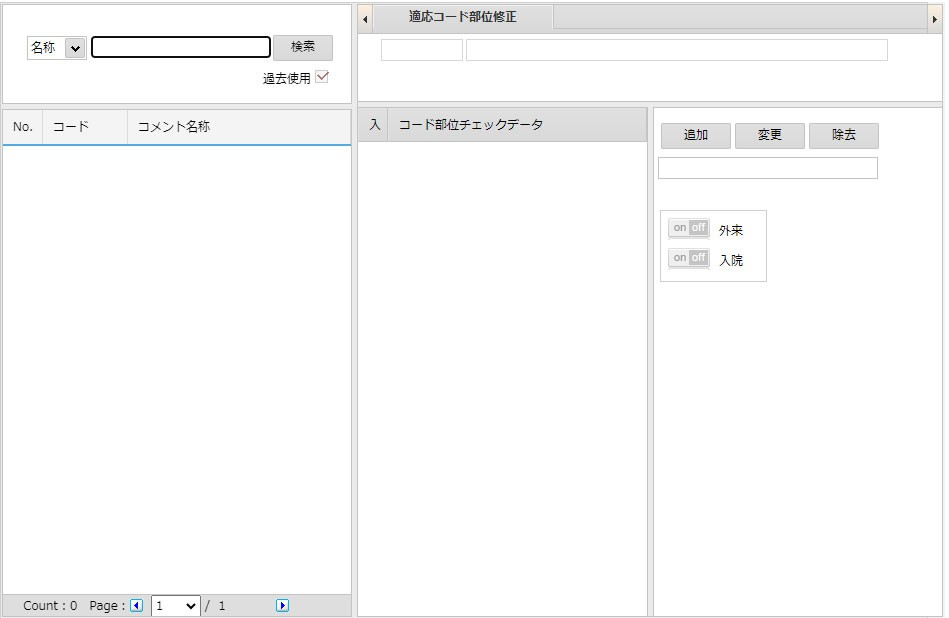 名称 検索
過去使用
No. コード コメント名称
Count : 0 Page : 1 / 1
適応コード部位修正
入 コード部位チェックデータ
追加 変更 除去
on off 外来
on off 入院